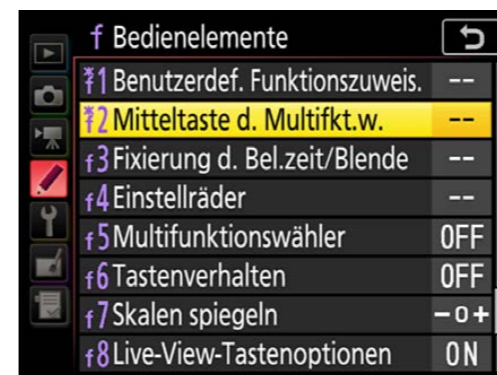 f Bedienelemente
f1 Benutzerdef. Funktionszuweis. --
f2 Mitteltaste d. Multifkt.w. --
f3 Fixierung d. Bel.zeit/Blende --
f4 Einstellräder --
f5 Multifunktionswähler OFF
f6 Tastenverhalten OFF
f7 Skalen spiegeln -0+
f8 Live-View-Tastenoptionen ON